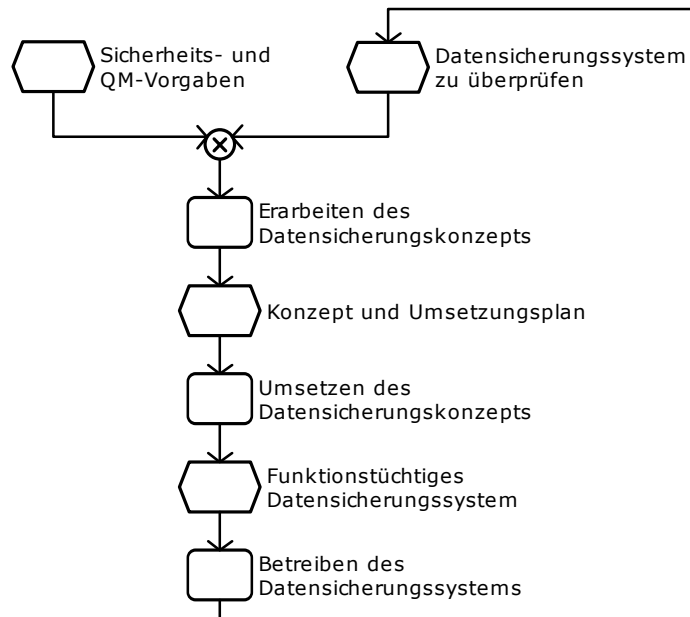 Sicherheits- und
QM-Vorgaben
Datensicherungssystem
zu überprüfen
Erarbeiten des
Datensicherungskonzepts
Konzept und Umsetzungsplan
Umsetzen des
Datensicherungskonzepts
Funktionstüchtiges
Datensicherungssystem
Betreiben des
Datensicherungssystems